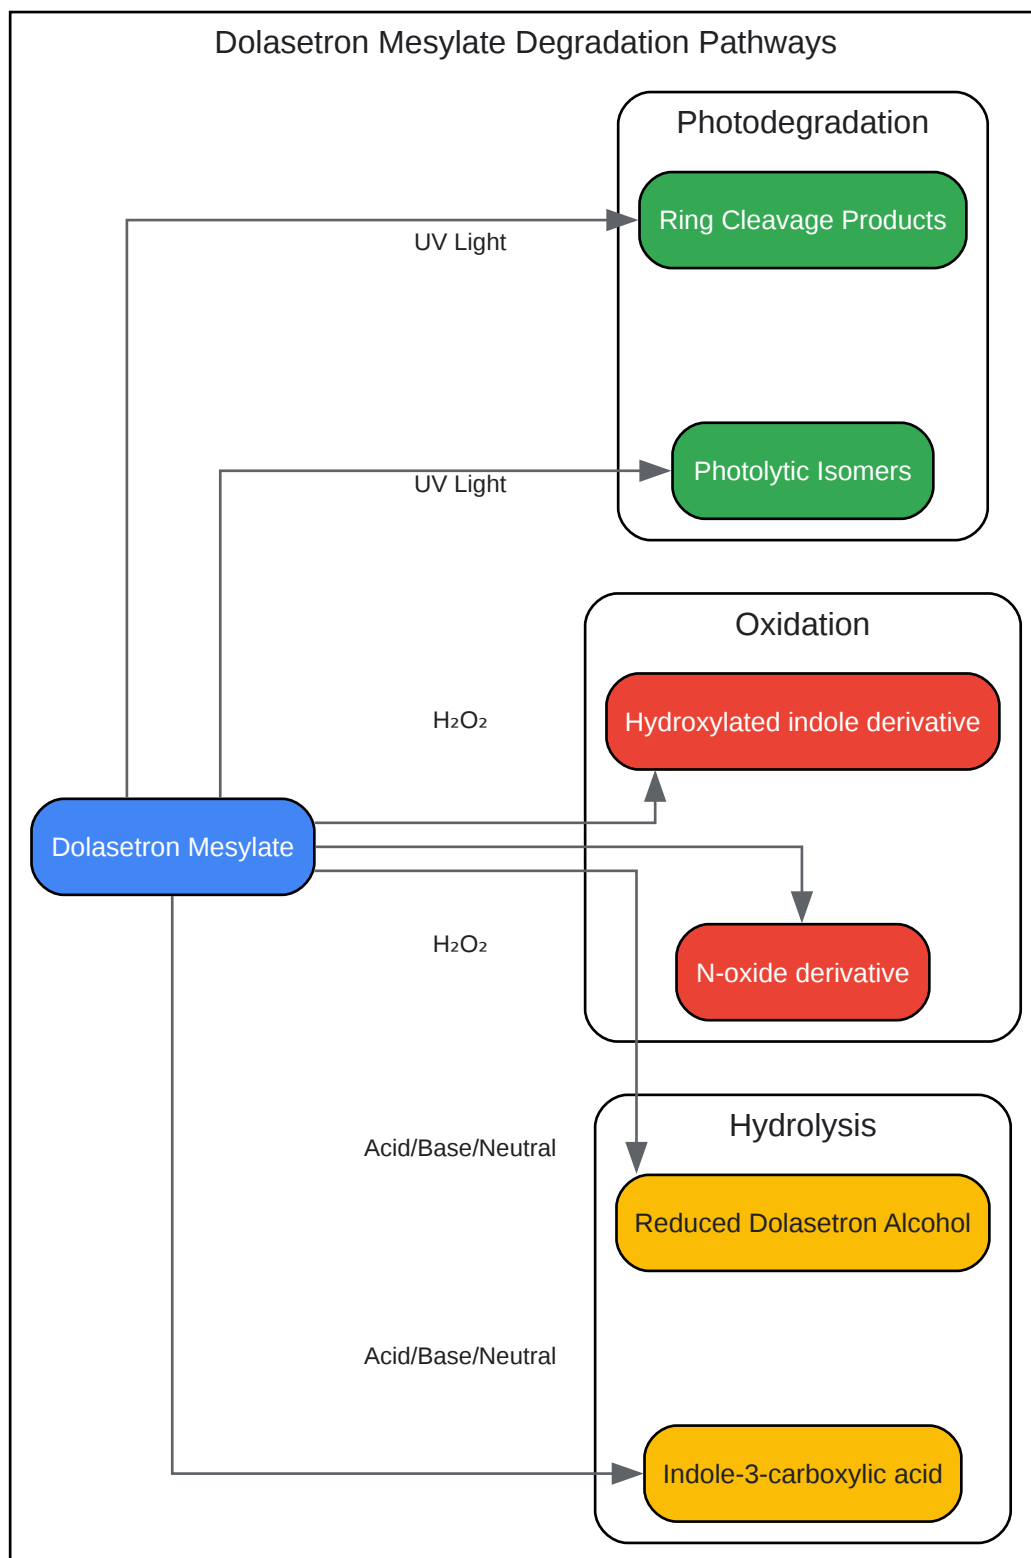 Dolasetron Mesylate Degradation Pathways
Photodegradation
Ring Cleavage Products
UV Light
Photolytic Isomers
UV Light
Oxidation
H₂O₂
Hydroxylated indole derivative
Dolasetron Mesylate
H₂O₂
N-oxide derivative
Hydrolysis
Acid/Base/Neutral
Reduced Dolasetron Alcohol
Acid/Base/Neutral
Indole-3-carboxylic acid